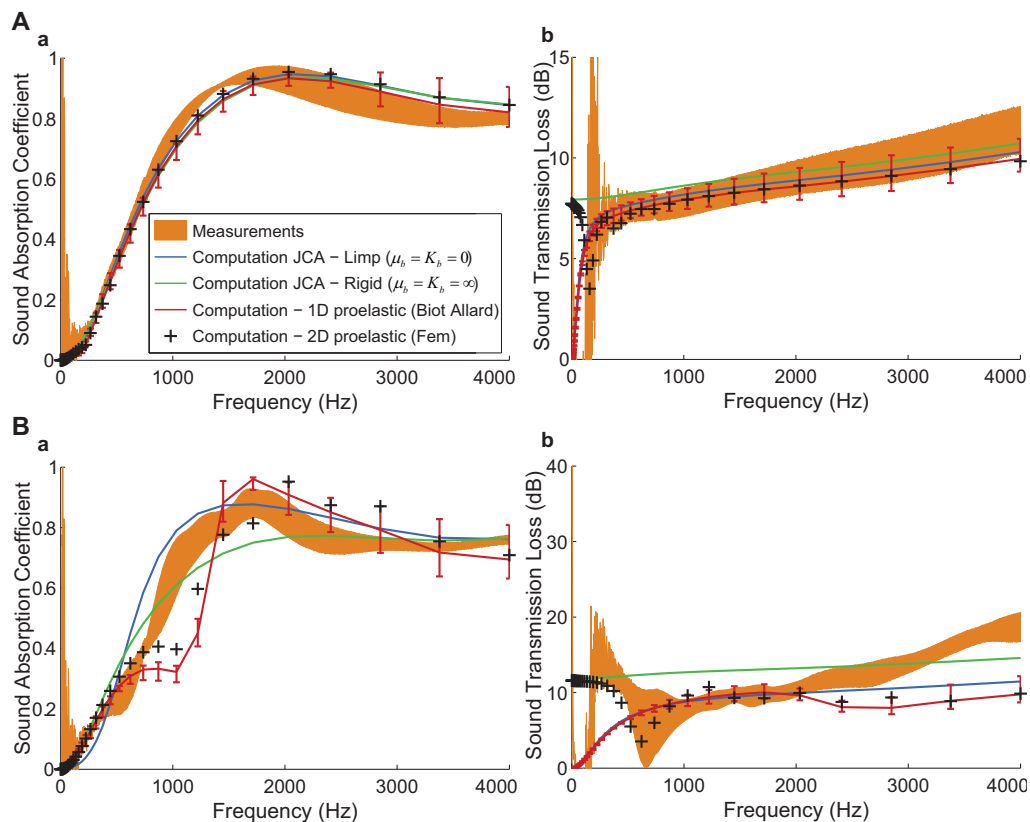 A
a
Sound Absorption Coefficient
1
0.8
0.6
0.4
0.2
0
0
1000
2000
3000
4000
Frequency (Hz)
Measurements
Computation JCA – Limp (μb = Kb = 0)
Computation JCA – Rigid (μb = Kb = ∞)
Computation – 1D proelastic (Biot Allard)
Computation – 2D proelastic (Fem)
b
Sound Transmission Loss (dB)
15
10
5
0
0
1000
2000
3000
4000
Frequency (Hz)
B
a
Sound Absorption Coefficient
1
0.8
0.6
0.4
0.2
0
0
1000
2000
3000
4000
Frequency (Hz)
b
Sound Transmission Loss (dB)
40
30
20
10
0
0
1000
2000
3000
4000
Frequency (Hz)